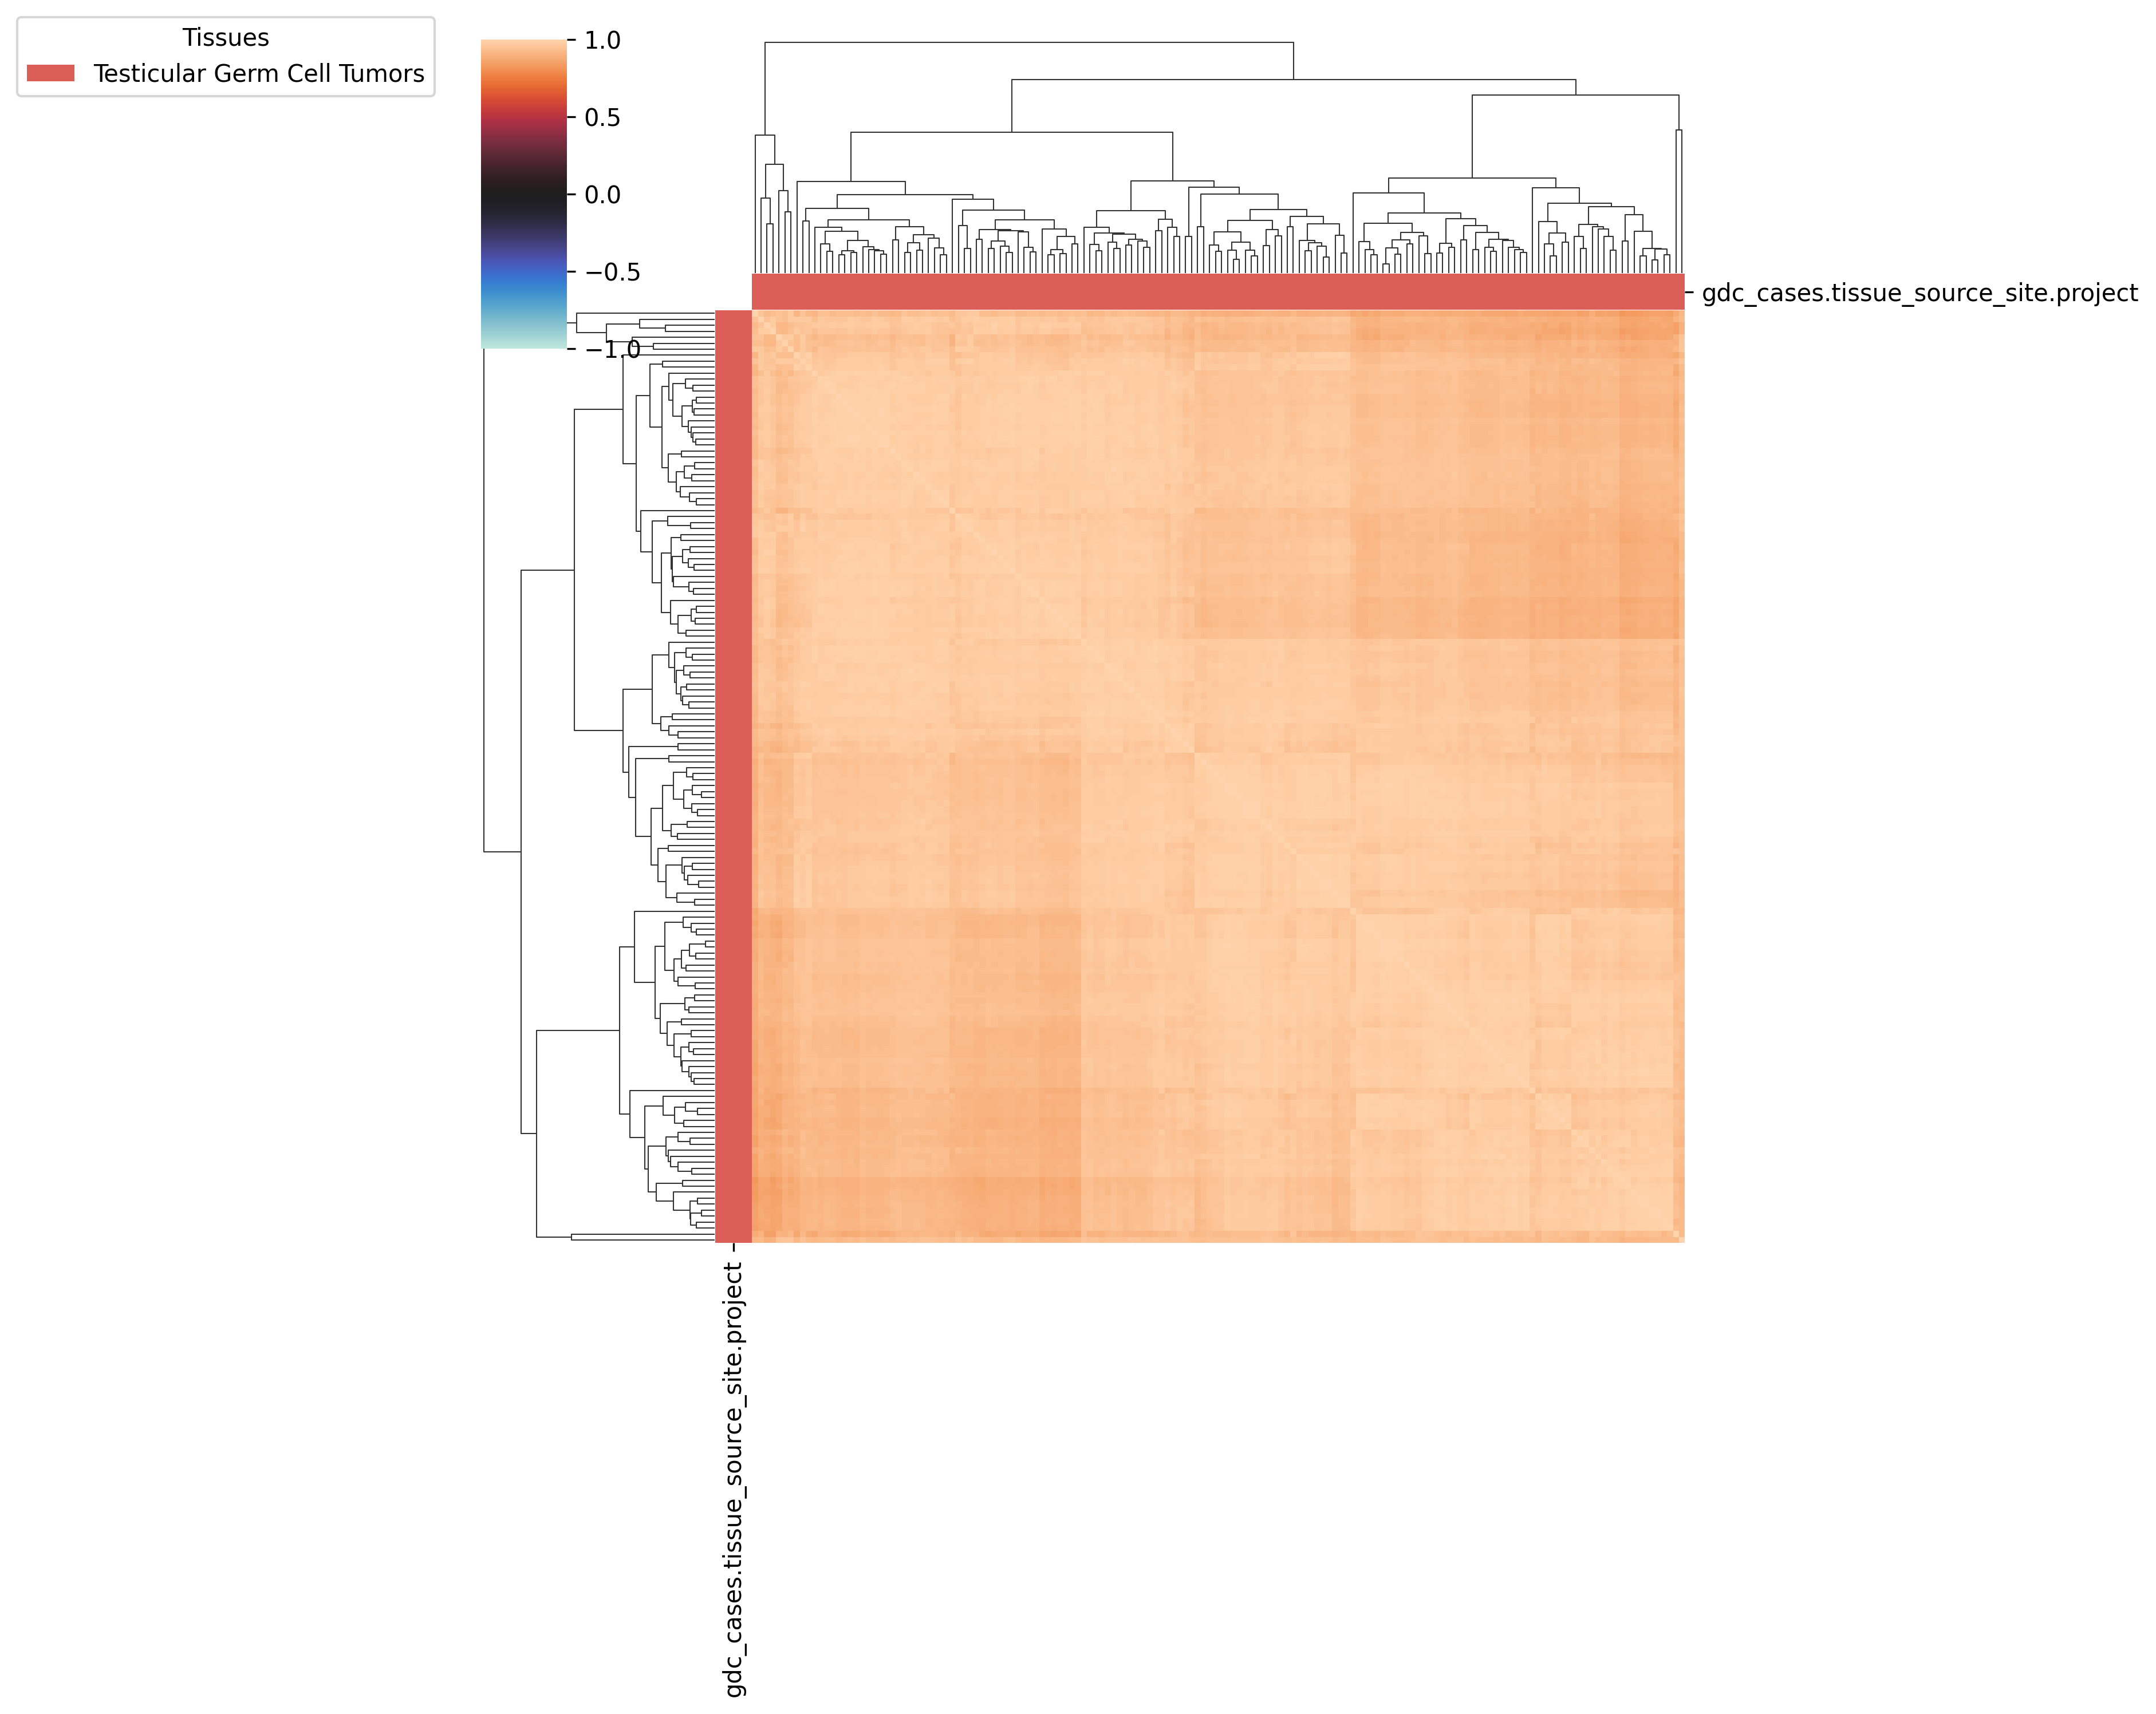 Tissues
Testicular Germ Cell Tumors
1.0
0.5
0.0
−0.5
−1.0
gdc_cases.tissue_source_site.project
gdc_cases.tissue_source_site.project